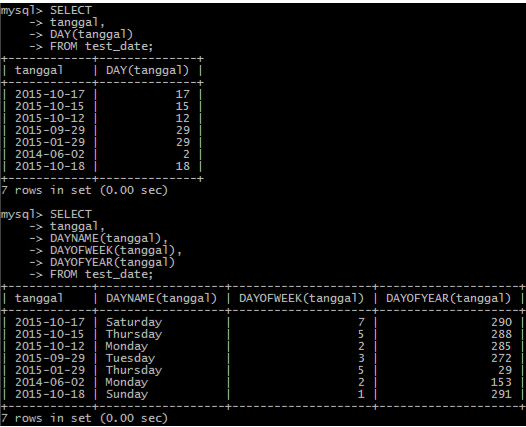 mysql> SELECT
    -> tanggal,
    -> DAY(tanggal)
    -> FROM test_date;
+------------+--------------+
| tanggal    | DAY(tanggal) |
+------------+--------------+
| 2015-10-17 |           17 |
| 2015-10-15 |           15 |
| 2015-10-12 |           12 |
| 2015-09-29 |           29 |
| 2015-01-29 |           29 |
| 2014-06-02 |            2 |
| 2015-10-18 |           18 |
+------------+--------------+
7 rows in set (0.00 sec)

mysql> SELECT
    -> tanggal,
    -> DAYNAME(tanggal),
    -> DAYOFWEEK(tanggal),
    -> DAYOFYEAR(tanggal)
    -> FROM test_date;
+------------+------------------+--------------------+--------------------+
| tanggal    | DAYNAME(tanggal) | DAYOFWEEK(tanggal) | DAYOFYEAR(tanggal) |
+------------+------------------+--------------------+--------------------+
| 2015-10-17 | Saturday         |                  7 |                290 |
| 2015-10-15 | Thursday         |                  5 |                288 |
| 2015-10-12 | Monday           |                  2 |                285 |
| 2015-09-29 | Tuesday          |                  3 |                272 |
| 2015-01-29 | Thursday         |                  5 |                 29 |
| 2014-06-02 | Monday           |                  2 |                153 |
| 2015-10-18 | Sunday           |                  1 |                291 |
+------------+------------------+--------------------+--------------------+
7 rows in set (0.00 sec)